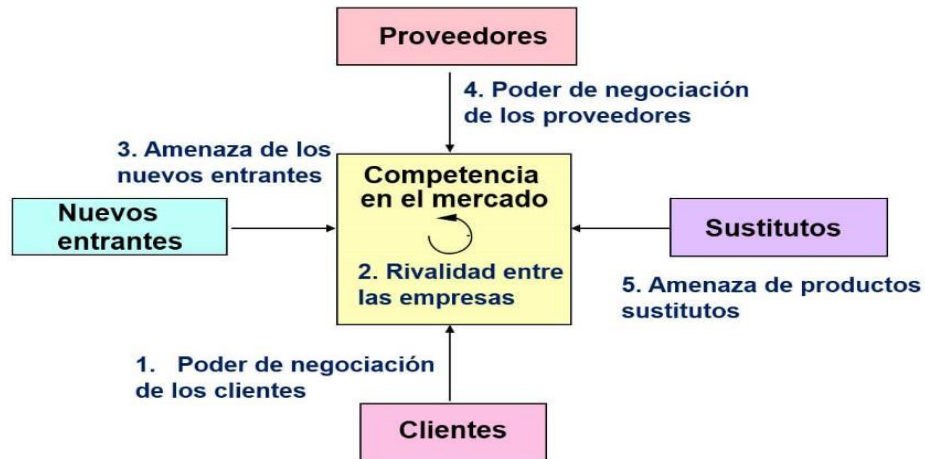 Proveedores
4. Poder de negociación
de los proveedores
3. Amenaza de los
nuevos entrantes
Competencia
en el mercado
Nuevos
entrantes
Sustitutos
2. Rivalidad entre
las empresas
5. Amenaza de productos
sustitutos
1. Poder de negociación
de los clientes
Clientes